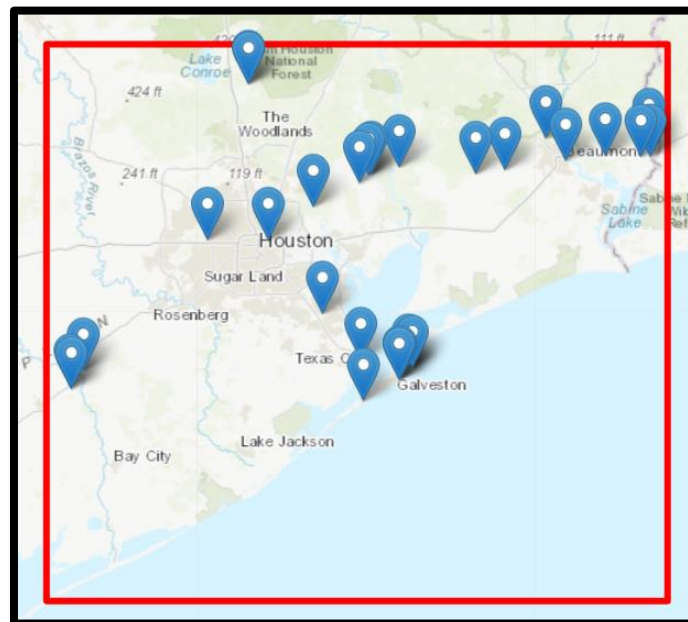 Lake
Conroe
Houston
National
Forest
111 ft
424 ft
The
Woodlands
Brazos River
241 ft
119 ft
Beaumont
Sabine
Lake
Houston
Sugar Land
Rosenberg
Texas
Galveston
Lake Jackson
Bay City